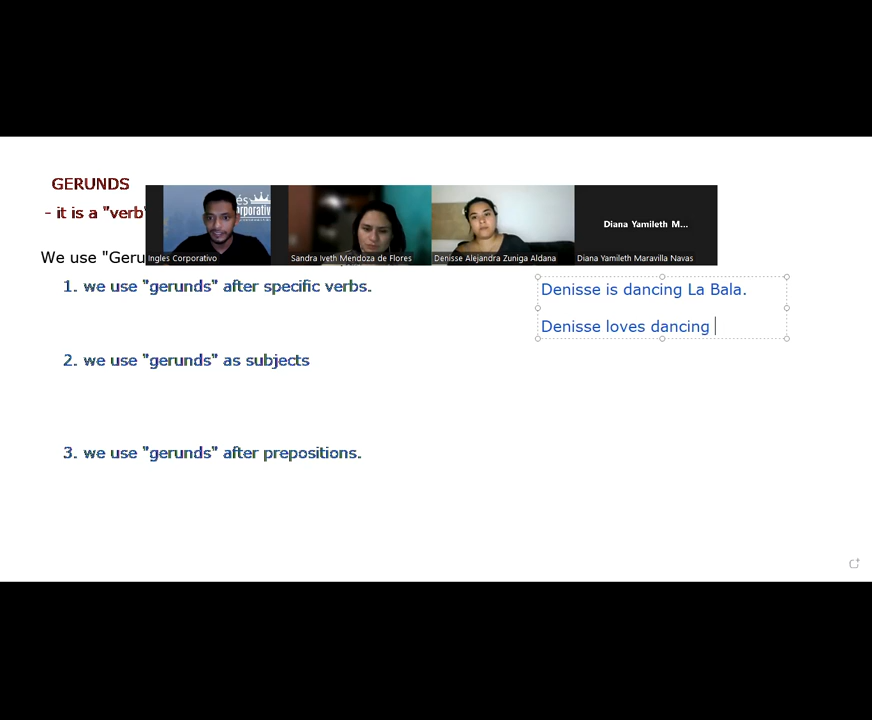 GERUNDS
- it is a "verb"
We use "Geru
1. we use "gerunds" after specific verbs.
2. we use "gerunds" as subjects
3. we use "gerunds" after prepositions.
és
rporativ
Ingles Corporativo
Sandra Iveth Mendoza de Flores
Denisse Alejandra Zuniga Aldana
Diana Yamileth M...
Diana Yamileth Maravilla Navas
Denisse is dancing La Bala.
Denisse loves dancing